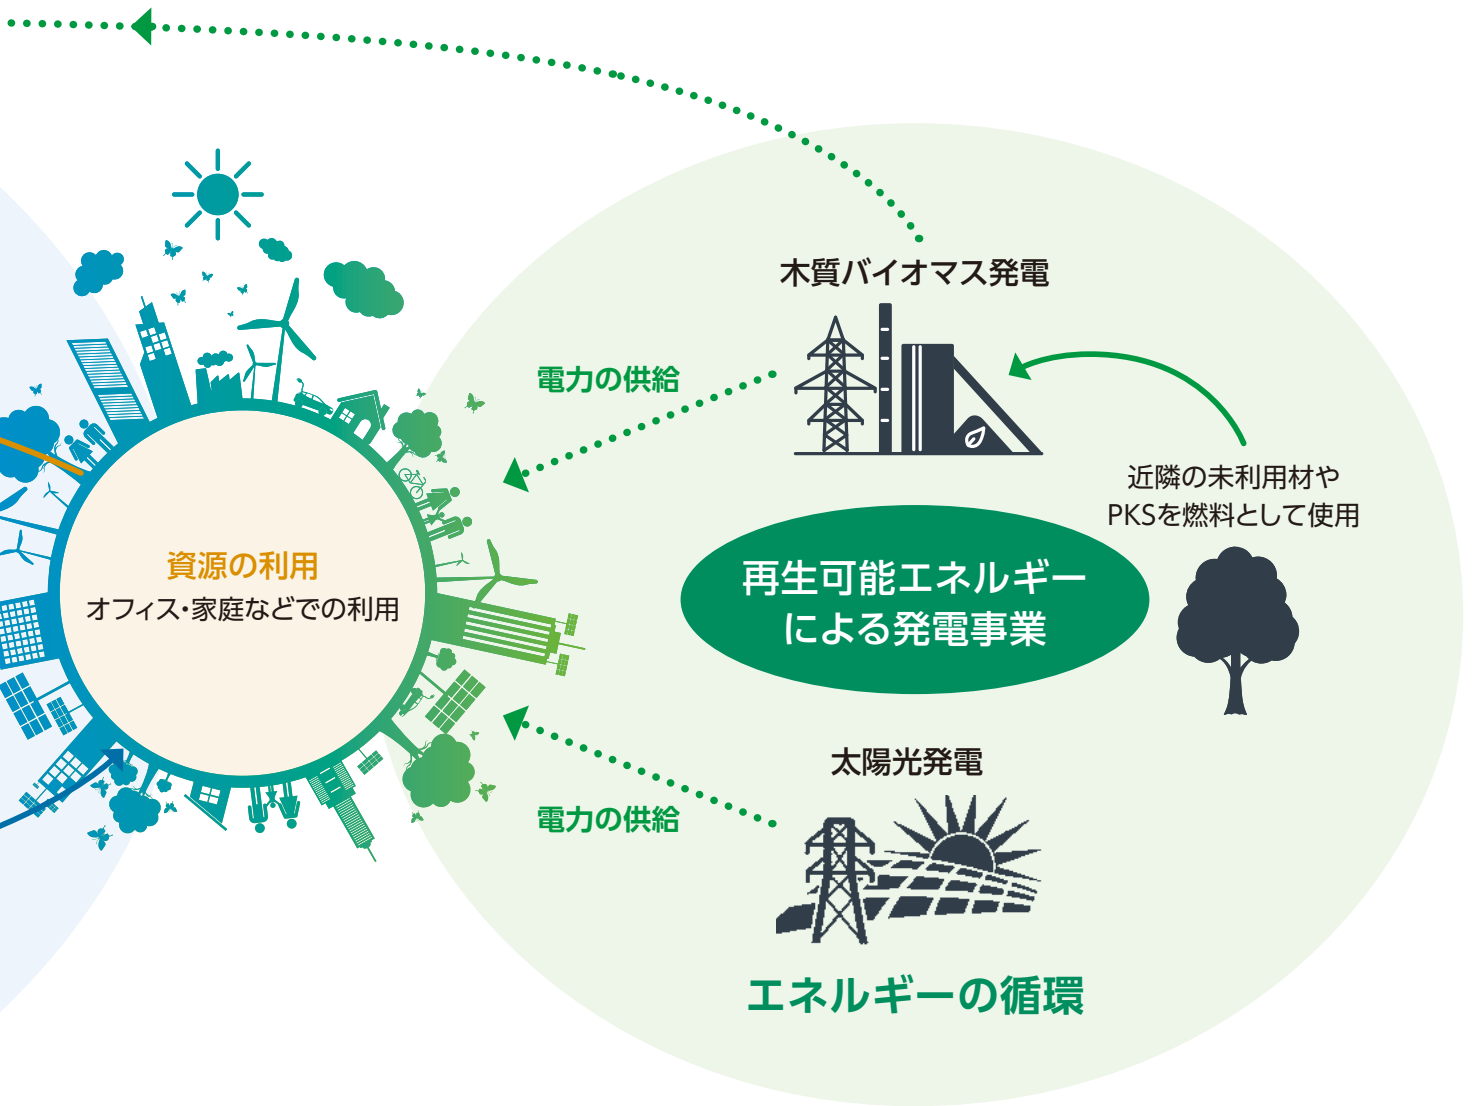 木質バイオマス発電
電力の供給
近隣の未利用材や
PKSを燃料として使用
資源の利用
オフィス・家庭などでの利用
再生可能エネルギー
による発電事業
太陽光発電
電力の供給
エネルギーの循環